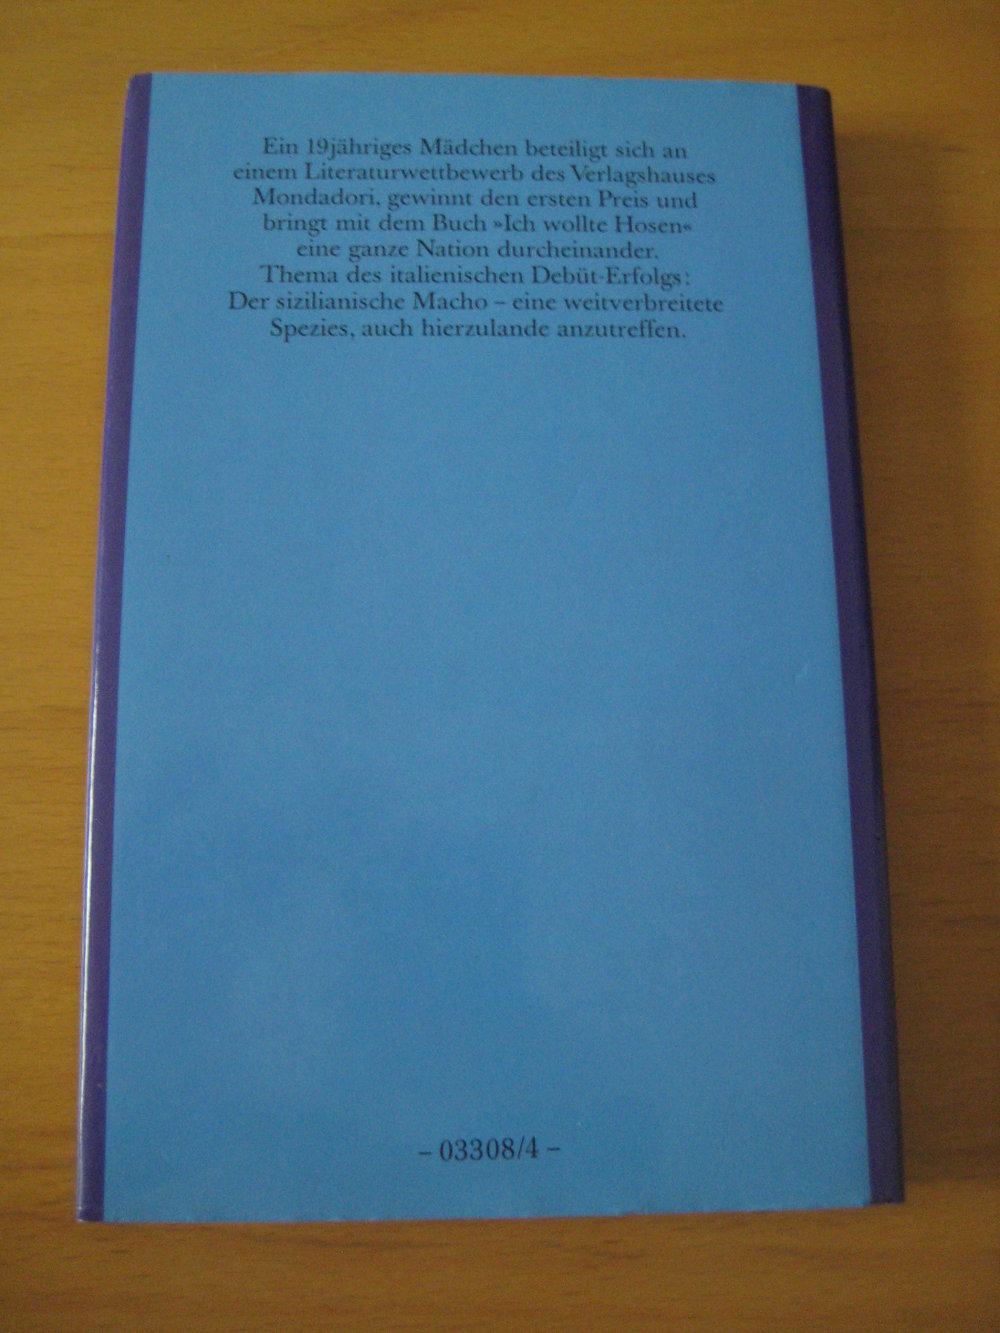 Ein 19jähriges Mädchen beteiligt sich an
einem Literaturwettbewerb des Verlagshauses
Mondadori, gewinnt den ersten Preis und
bringt mit dem Buch »Ich wollte Hosen«
eine ganze Nation durcheinander.
Thema des italienischen Debüt-Erfolgs:
Der sizilianische Macho – eine weitverbreitete
Spezies, auch hierzulande anzutreffen.
– 03308/4 –